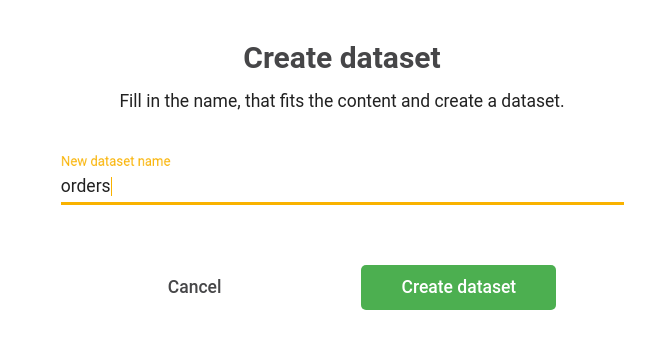 Create dataset
Fill in the name, that fits the content and create a dataset.
New dataset name
orders
Cancel
Create dataset